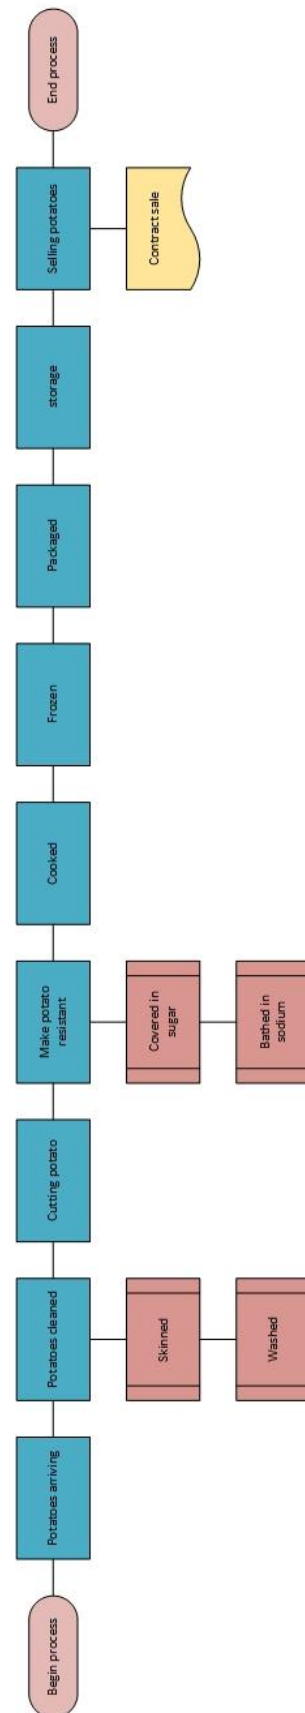 Begin process
Potatoes arriving
Potatoes cleaned
Skinned
Washed
Cutting potato
Make potato
resistant
Covered in
sugar
Bathed in
sodium
Cooked
Frozen
Packaged
storage
Selling potatoes
Contract sale
End process